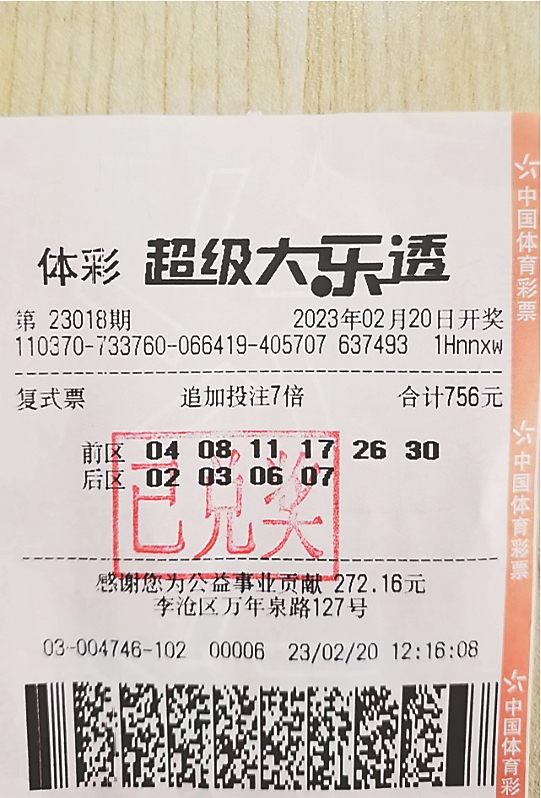 体彩 超级大乐透
第 23018期 2023年02月20日开奖
110370-733760-066419-405707 637493 1Hnnxw
复式票 追加投注7倍 合计756元
前区 04 08 11 17 26 30
后区 02 03 06 07
已兑奖
感谢您为公益事业贡献 272.16元
李沧区万年泉路127号
03-004746-102 00006 23/02/20 12:16:08
中国体育彩票
中国体育彩票
中国体育彩